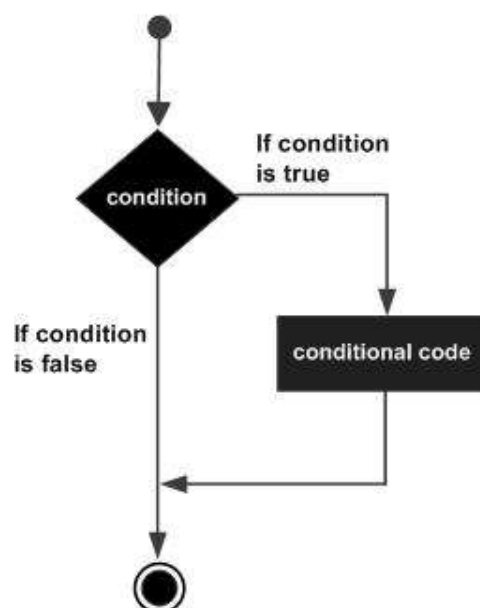 If condition
is true
condition
If condition
is false
conditional code